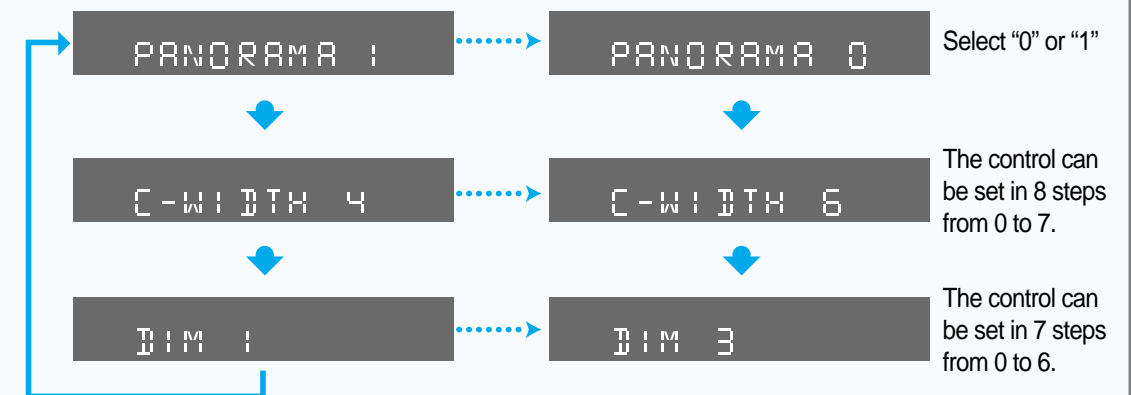 PANORAMA 1
PANORAMA 0
Select “0” or “1”
C-WIDTH 4
C-WIDTH 6
The control can
be set in 8 steps
from 0 to 7.
DIM 1
DIM 3
The control can
be set in 7 steps
from 0 to 6.